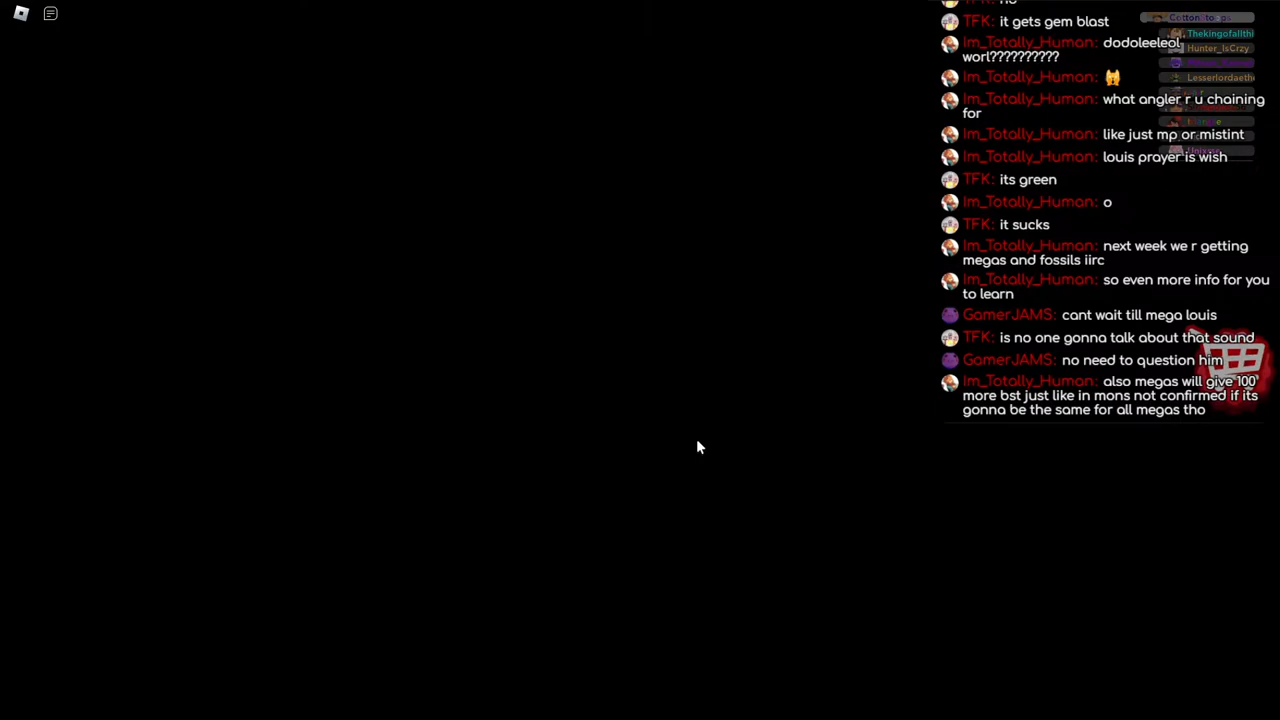 TFK: no
TFK: it gets gem blast
Im_Totally_Human: dodoleeleol
worl??????????
Im_Totally_Human: 🙀
Im_Totally_Human: what angler r u chaining
for
Im_Totally_Human: like just mp or mistint
Im_Totally_Human: louis prayer is wish
TFK: its green
Im_Totally_Human: o
TFK: it sucks
Im_Totally_Human: next week we r getting
megas and fossils iirc
Im_Totally_Human: so even more info for you
to learn
GamerJAMS: cant wait till mega louis
TFK: is no one gonna talk about that sound
GamerJAMS: no need to question him
Im_Totally_Human: also megas will give 100
more bst just like in mons not confirmed if its
gonna be the same for all megas tho
Thekingofallthi
Hunter_IsCrzy
Lesserlordaethe